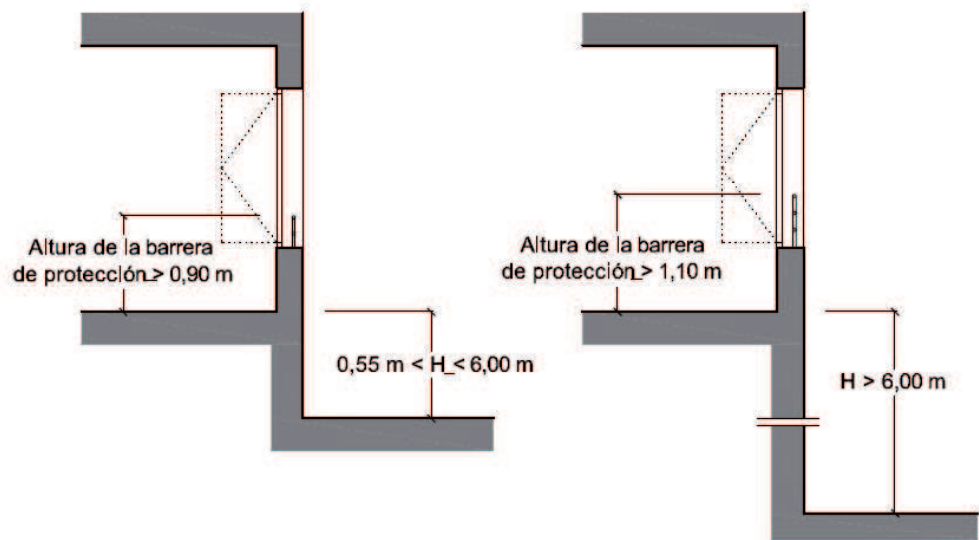 Altura de la barrera
de protección ≥ 0,90 m
0,55 m < H ≤ 6,00 m
Altura de la barrera
de protección ≥ 1,10 m
H > 6,00 m